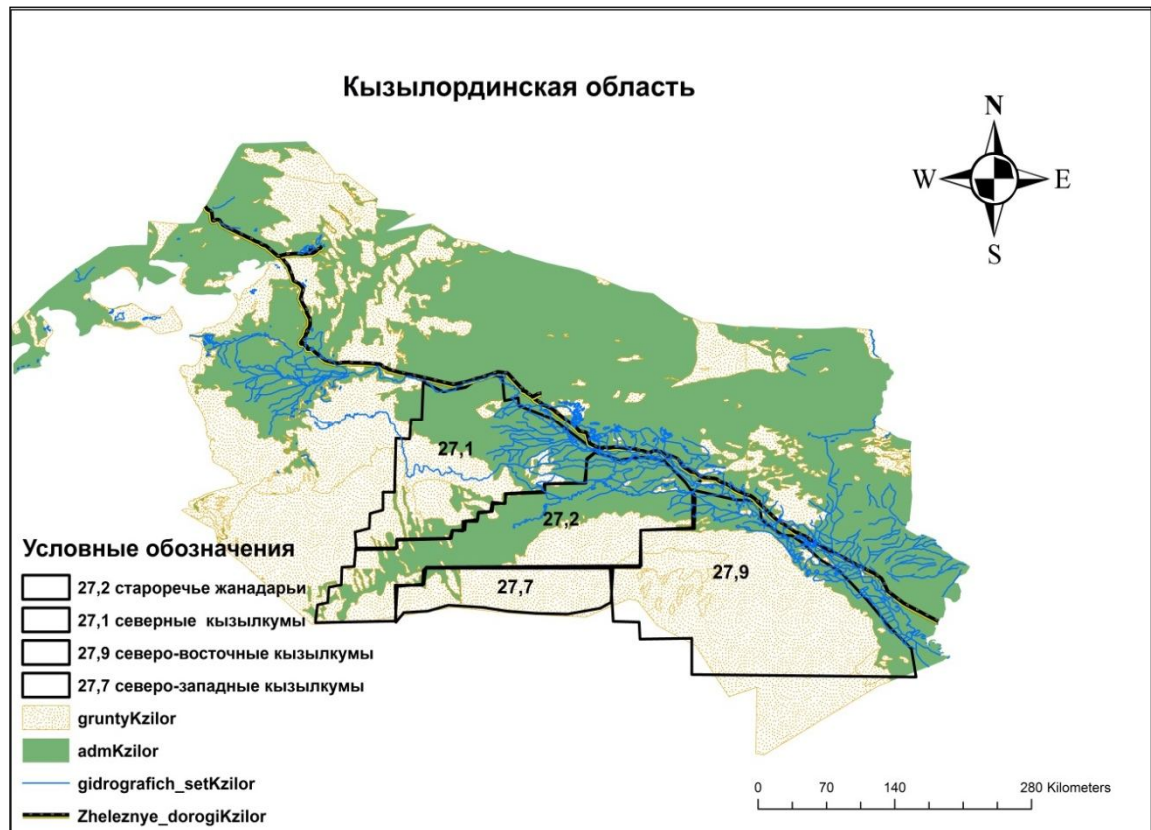 Кызылординская область
N
W
E
S
27,1
27,2
27,7
27,9
Условные обозначения
27,2 староречье жанадарьи
27,1 северные кызылкумы
27,9 северо-восточные кызылкумы
27,7 северо-западные кызылкумы
gruntyKzilor
admKzilor
gidrografich_setKzilor
Zheleznye_dorogiKzilor
0 70 140 280 Kilometers